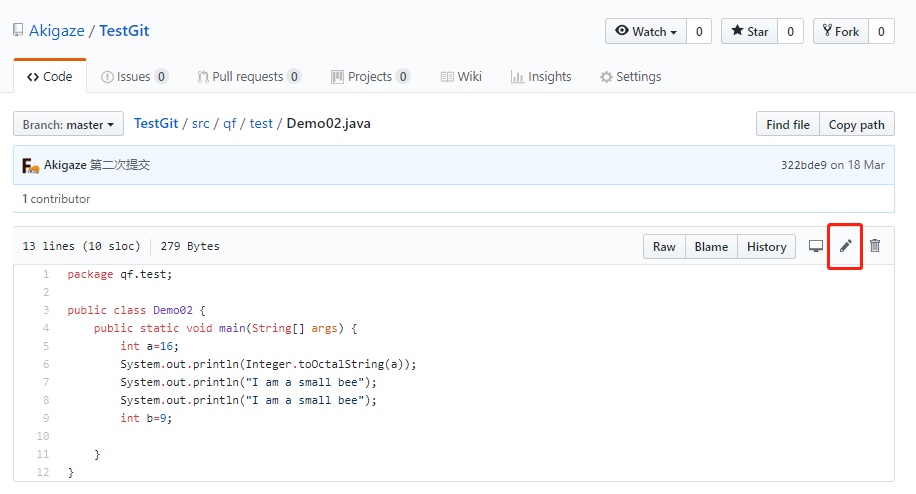 Akigaze / TestGit
Watch 0 Star 0 Fork 0
Code Issues 0 Pull requests 0 Projects 0 Wiki Insights Settings
Branch: master TestGit / src / qf / test / Demo02.java Find file Copy path
Akigaze 第二次提交 322bde9 on 18 Mar
1 contributor
13 lines (10 sloc) 279 Bytes Raw Blame History
1 package qf.test;
2
3 public class Demo02 {
4 public static void main(String[] args) {
5 int a=16;
6 System.out.println(Integer.toOctalString(a));
7 System.out.println("I am a small bee");
8 System.out.println("I am a small bee");
9 int b=9;
10
11 }
12 }